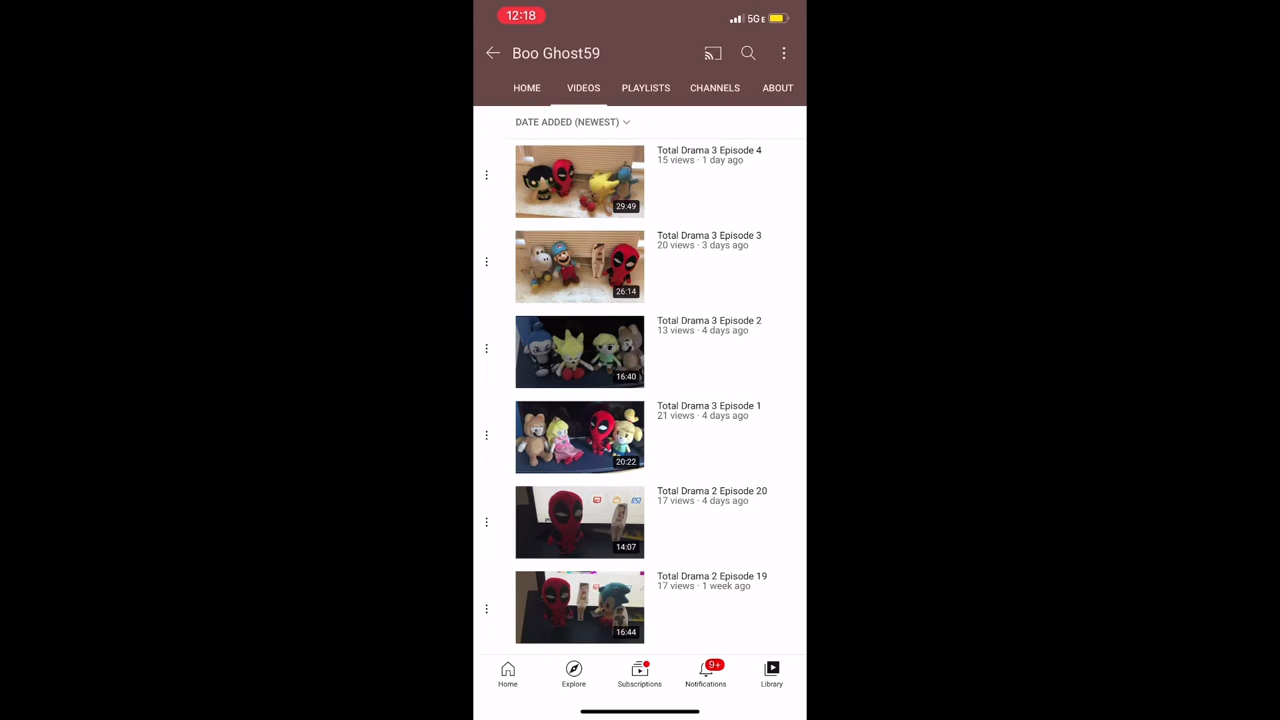 12:18
5GE
Boo Ghost59
HOME VIDEOS PLAYLISTS CHANNELS ABOUT
DATE ADDED (NEWEST)
Total Drama 3 Episode 4
15 views · 1 day ago
29:49
Total Drama 3 Episode 3
20 views · 3 days ago
26:14
Total Drama 3 Episode 2
13 views · 4 days ago
16:40
Total Drama 3 Episode 1
21 views · 4 days ago
20:22
Total Drama 2 Episode 20
17 views · 4 days ago
14:07
Total Drama 2 Episode 19
17 views · 1 week ago
16:44
9+
Home Explore Subscriptions Notifications Library